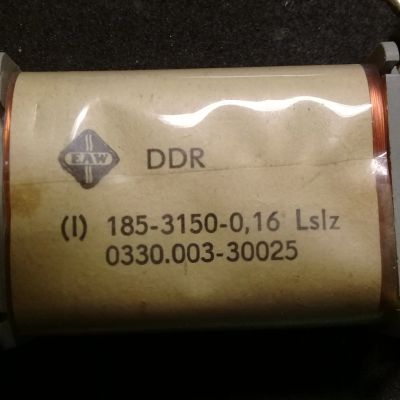 EAW DDR
(I) 185-3150-0,16 Lslz
0330.003-30025